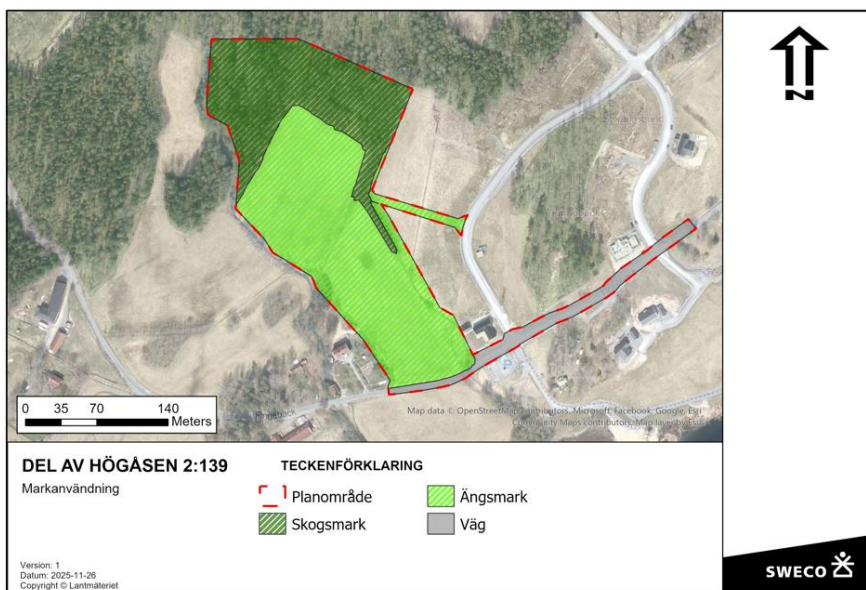 N
0 35 70 140
Meters
Map data © OpenStreetMap contributors, Microsoft, Facebook, Google, Esri
Community Maps contributors, Map layer by Esri
DEL AV HÖGÅSEN 2:139
Markanvändning
TECKENFÖRKLARING
Planområde
Ängsmark
Skogsmark
Väg
Version: 1
Datum: 2025-11-26
Copyright © Lantmäteriet
SWECO